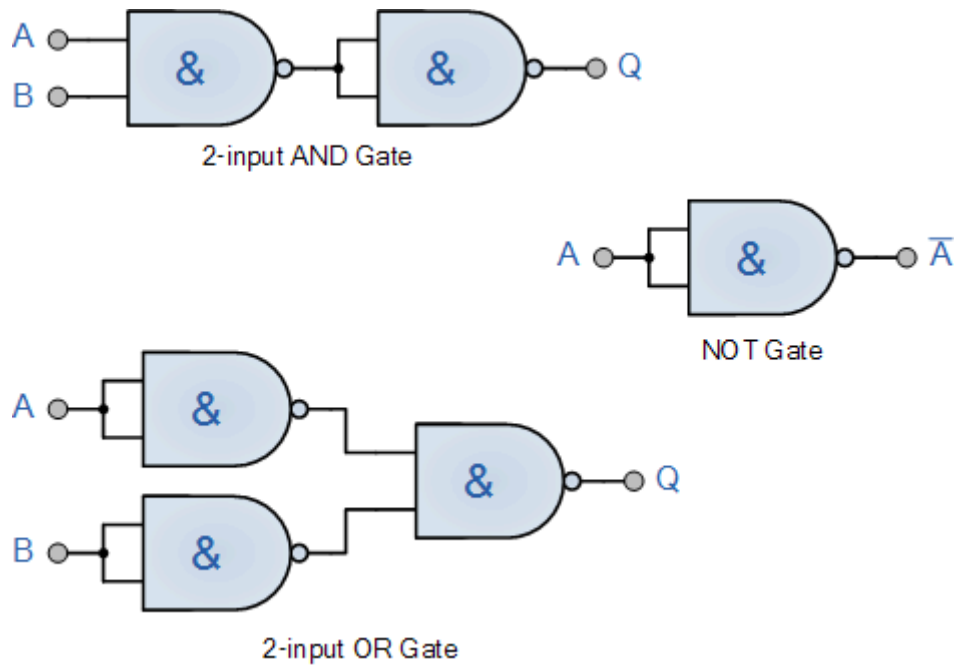 A & & Q
B
2-input AND Gate
A & A̅
NOT Gate
A &
& Q
B &
2-input OR Gate